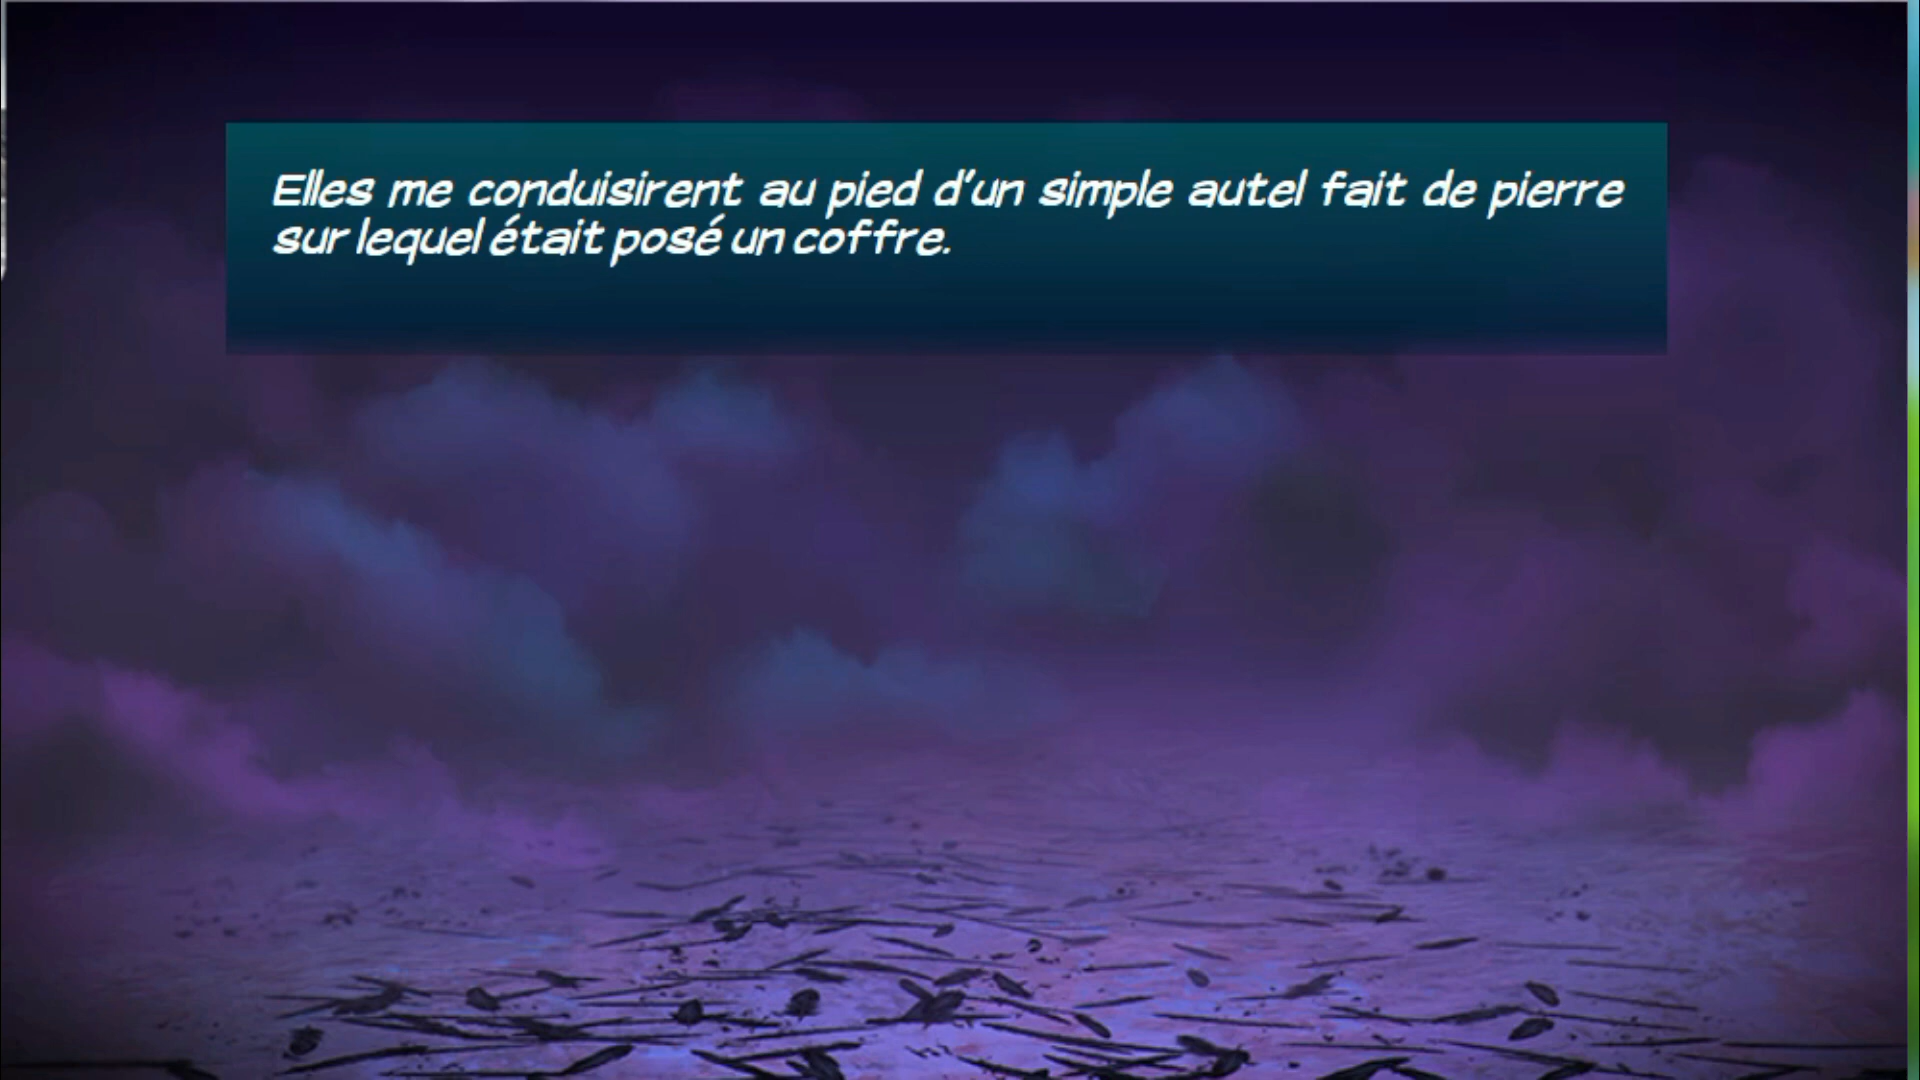 Elles me conduisirent au pied d'un simple autel fait de pierre
sur lequel était posé un coffre.